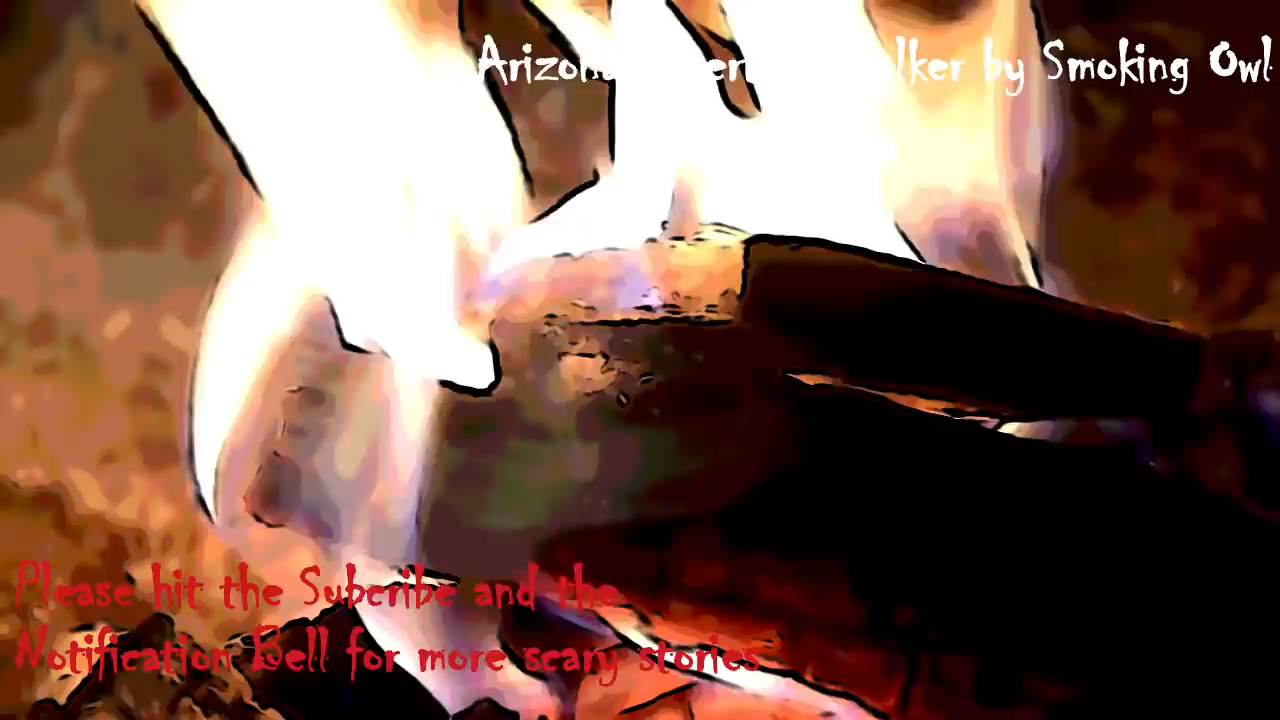 by Smoking Owl
Please hit the Subcribe and the
Notification Bell for more scary stories